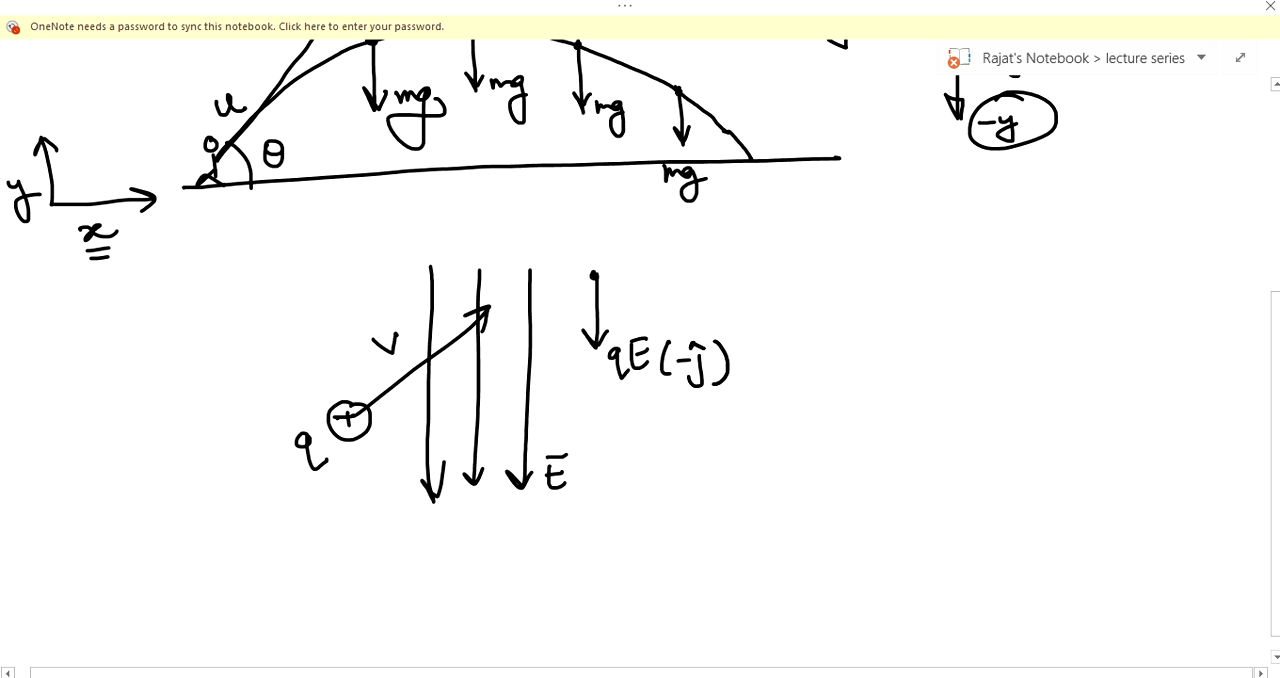 OneNote needs a password to sync this notebook. Click here to enter your password.
Rajat's Notebook > lecture series
u
mg
mg
mg
-y
θ
mg
y
x
V
qE(-ĵ)
+
q
E̅